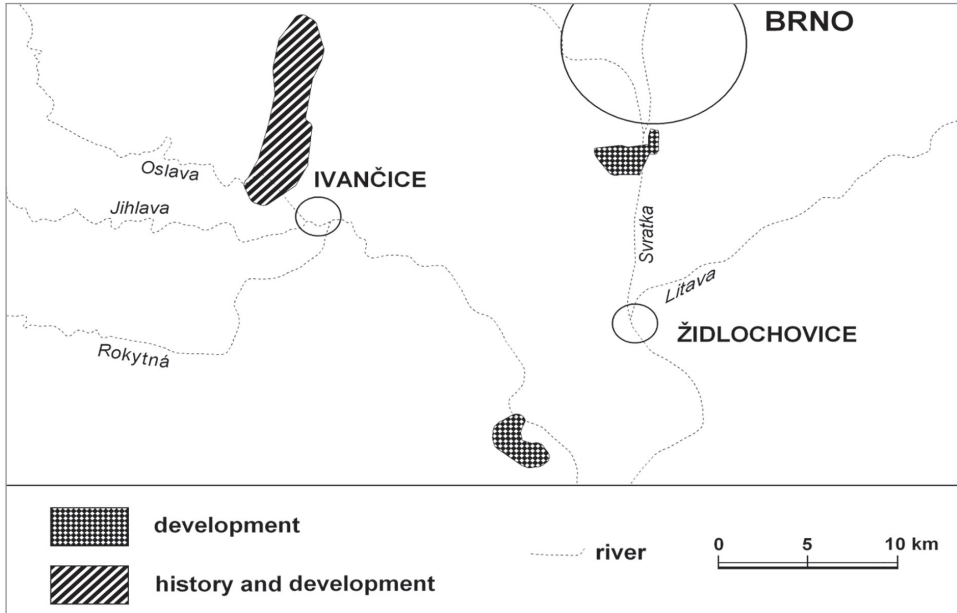 BRNO
Oslava
IVANČICE
Jihlava
Svratka
Litava
ŽIDLOCHOVICE
Rokytná
development
history and development
river
0 5 10 km